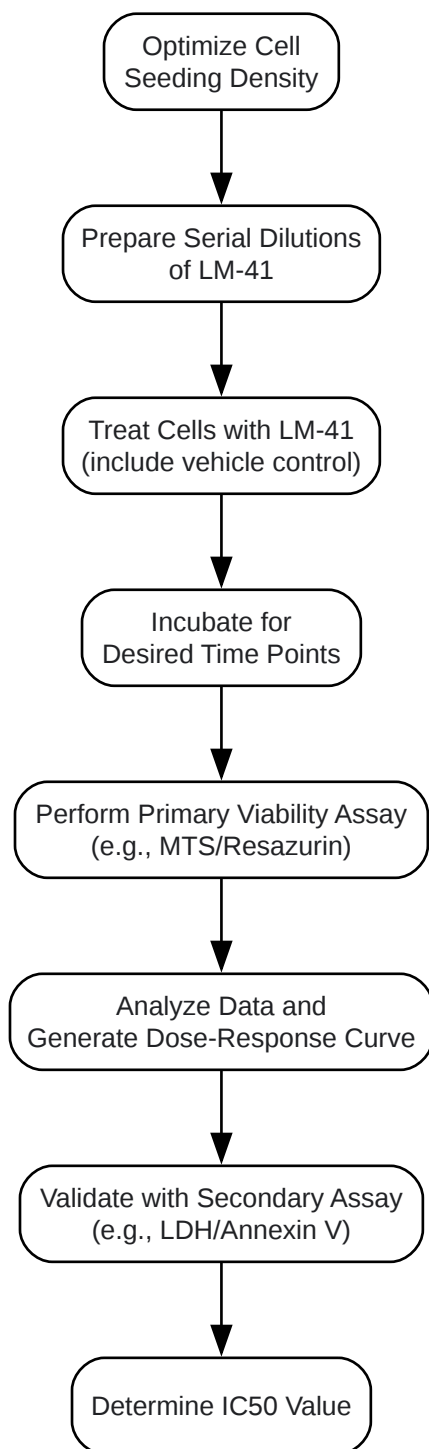 Optimize Cell
Seeding Density
Prepare Serial Dilutions
of LM-41
Treat Cells with LM-41
(include vehicle control)
Incubate for
Desired Time Points
Perform Primary Viability Assay
(e.g., MTS/Resazurin)
Analyze Data and
Generate Dose-Response Curve
Validate with Secondary Assay
(e.g., LDH/Annexin V)
Determine IC50 Value